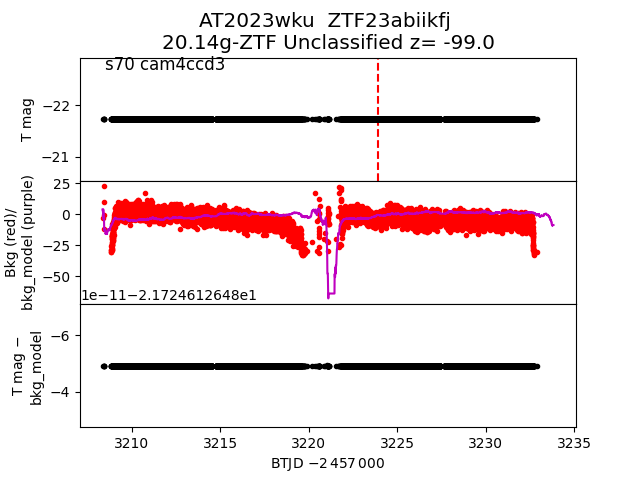 AT2023wku  ZTF23abiikfj
20.14g-ZTF Unclassified z= -99.0
s70 cam4ccd3
−22
−21
T mag
25
0
−25
−50
Bkg (red)/
bkg_model (purple)
1e−11−2.1724612648e1
−6
−4
T mag −
bkg_model
3210
3215
3220
3225
3230
3235
BTJD −2 457 000